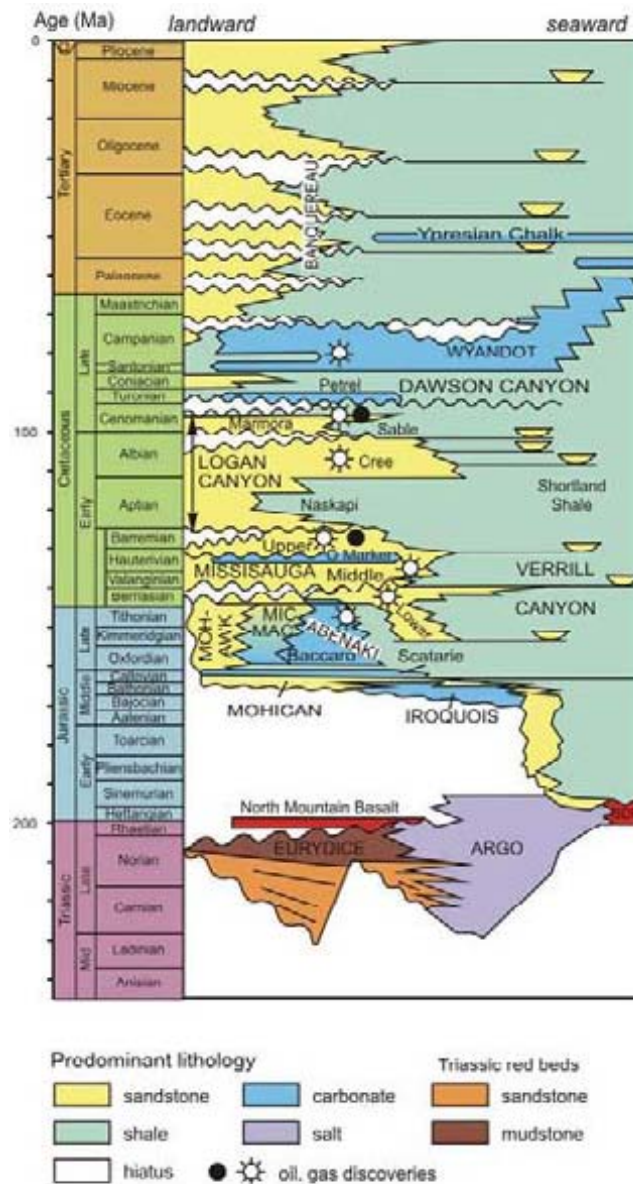 Age (Ma)
landward
seaward
0
Pliocene
Miocene
Oligocene
Eocene
Paleocene
Tertiary
BANQUEREAU
Ypresian Chalk
Maastrichian
Campanian
Santonian
Coniacian
Turonian
Cenomanian
Late
Cretaceous
WYANDOT
Petrel
DAWSON CANYON
Marmora
Sable
100
Albian
Aptian
Barremian
Hauterivian
Valanginian
Berriasian
Early
LOGAN
CANYON
Cree
Naskapi
Shortland
Shale
Upper
O Marker
MISSISAUGA
Middle
Lower
VERRILL
CANYON
Tithonian
Kimmeridgian
Oxfordian
Late
MOH-
AWK
MIC
MAC
ABENAKI
Baccaro
Scatarie
Callovian
Bathonian
Bajocian
Aalenian
Middle
Jurassic
MOHICAN
IROQUOIS
Toarcian
Pliensbachian
Sinemurian
Hettangian
Early
200
North Mountain Basalt
Rhaetian
Norian
Carnian
Late
EURYDICE
ARGO
Triassic
Ladinian
Anisian
Mid
Predominant lithology
Triassic red beds
sandstone
carbonate
sandstone
shale
salt
mudstone
hiatus
oil. gas discoveries